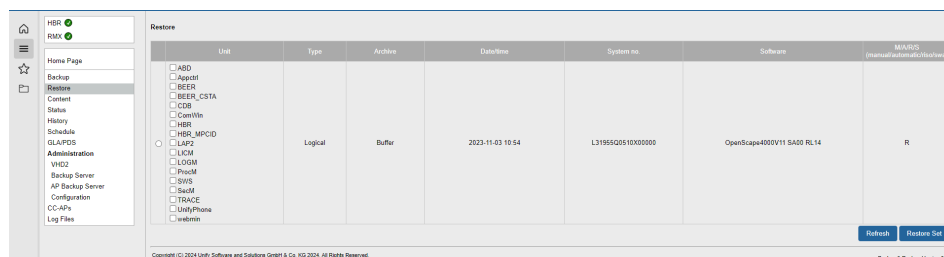 HBR
RMX
Home Page
Backup
Restore
Content
Status
History
Schedule
GLA/PDS
Administration
VHD2
Backup Server
AP Backup Server
Configuration
CC-APs
Log Files
Restore
Unit Type Archive Date/time System no. Software M/A/R/S
(manual/automatic/rlso/swa
ABD
Appctrl
BEER
BEER_CSTA
CDB
ComWin
HBR
HBR_MPCID
LAP2
LICM
LOGM
ProcM
SWS
SecM
TRACE
UnifyPhone
webmin
Logical Buffer 2023-11-03 10:54 L31955Q0510X00000 OpenScape4000V11 SA00 RL14 R
Refresh Restore Set
Copyright (C) 2024 Unify Software and Solutions GmbH & Co. KG 2024. All Rights Reserved.